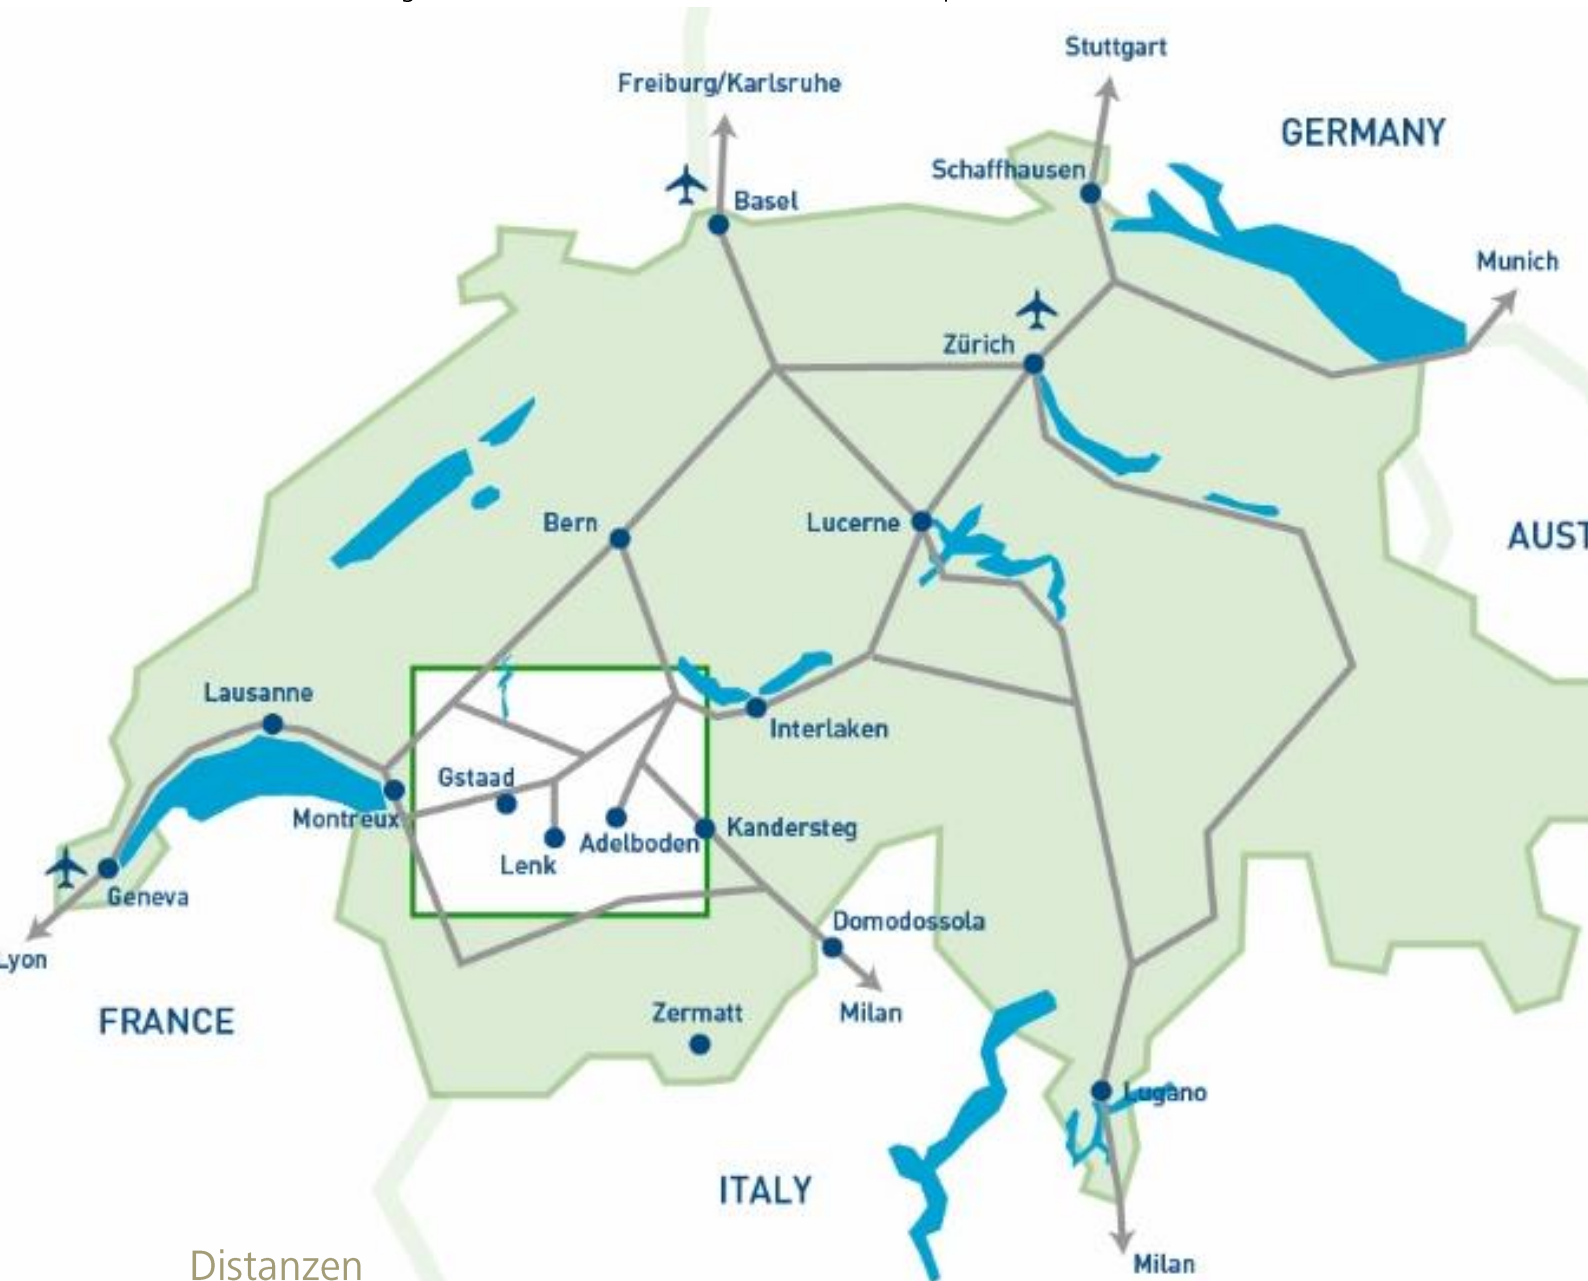 Stuttgart
Freiburg/Karlsruhe
GERMANY
Schaffhausen
Basel
Munich
Zürich
Bern
Lucerne
AUST
Lausanne
Interlaken
Gstaad
Montreux
Kandersteg
Adelboden
Lenk
Geneva
Domodossola
Lyon
Milan
Zermatt
FRANCE
Lugano
ITALY
Milan
Distanzen